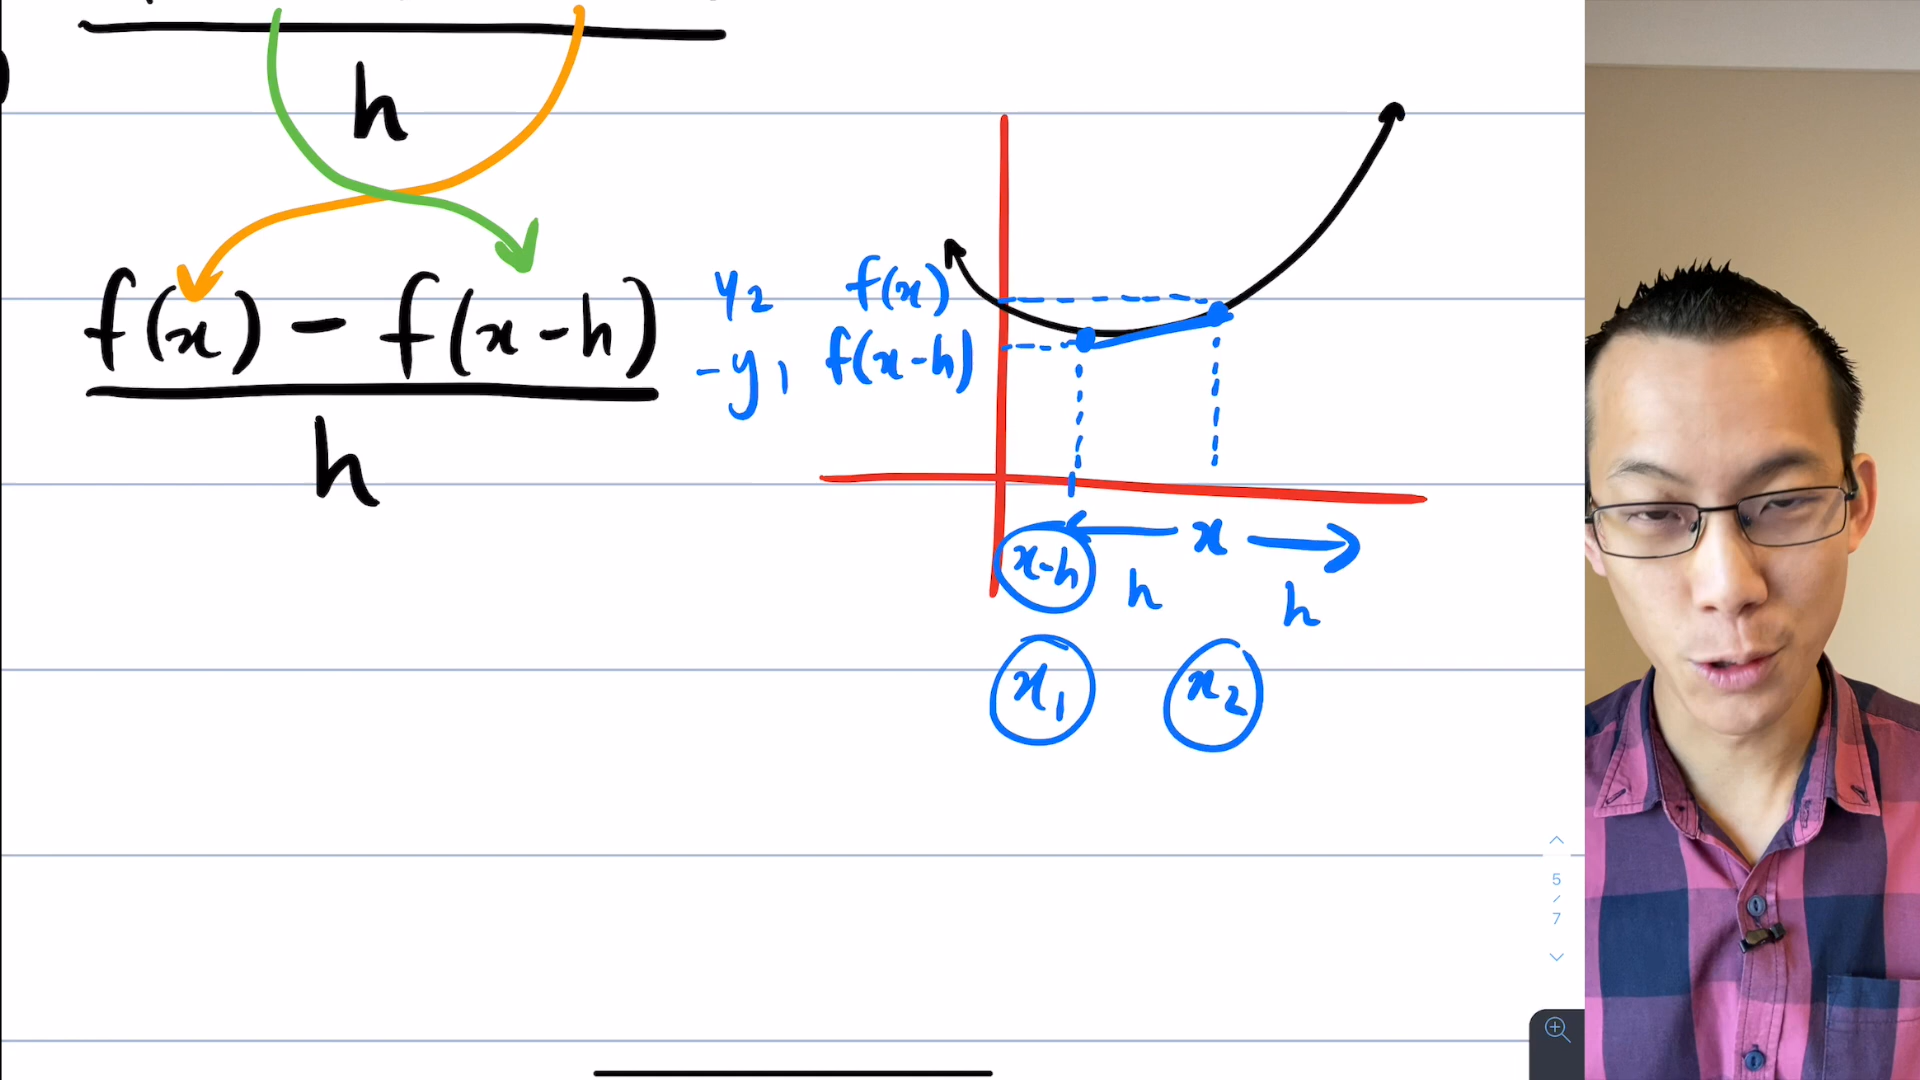 h
f(x) - f(x-h)
h
y2 f(x)
-y1 f(x-h)
x-h h x h
x1 x2
5
/
7